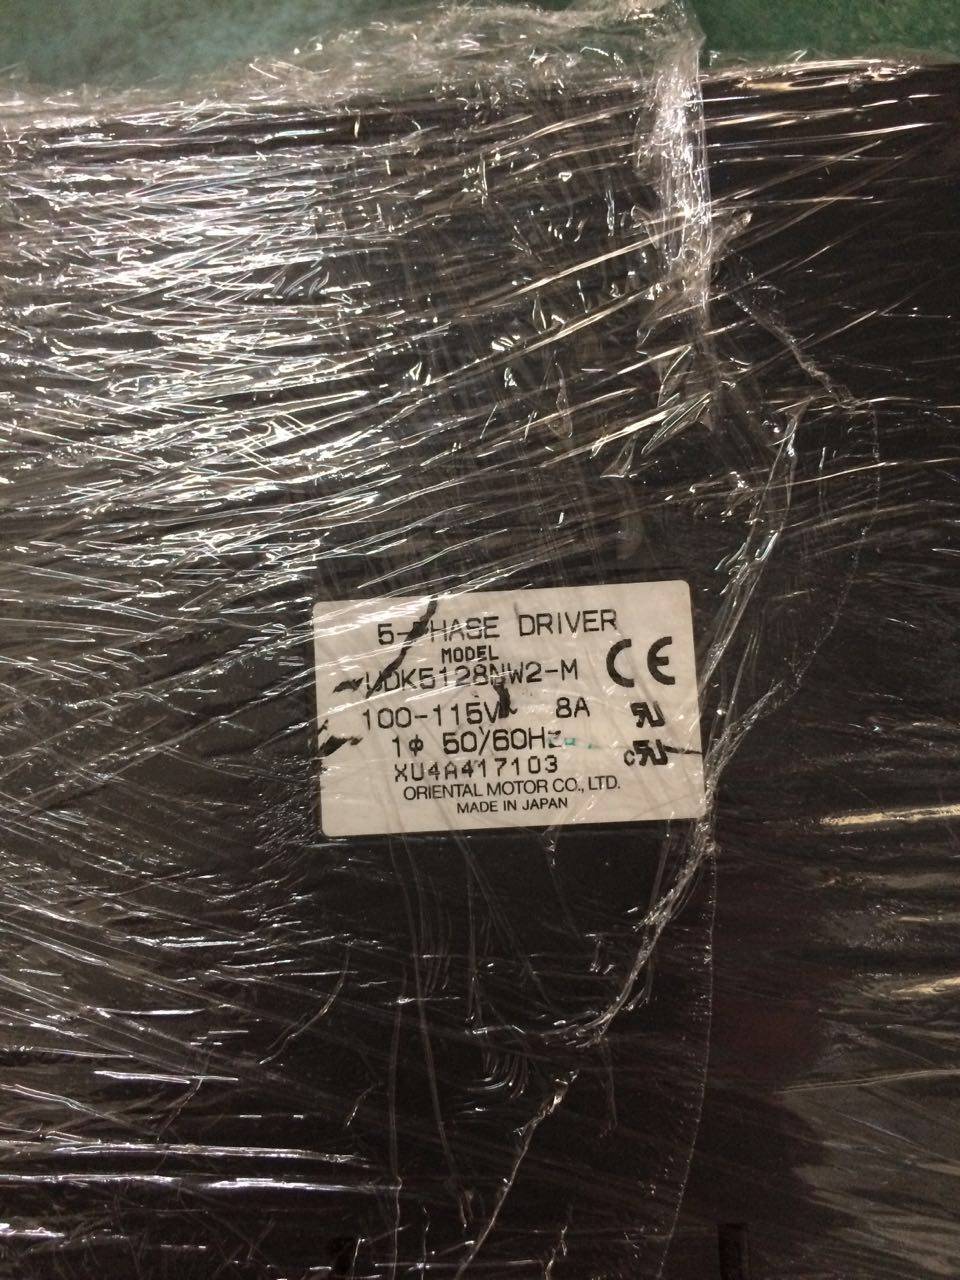 5-PHASE DRIVER
MODEL
UDK5128NW2-M
CE
100-115V~ 8A
1φ 50/60Hz
XU4A417103
ORIENTAL MOTOR CO., LTD.
MADE IN JAPAN